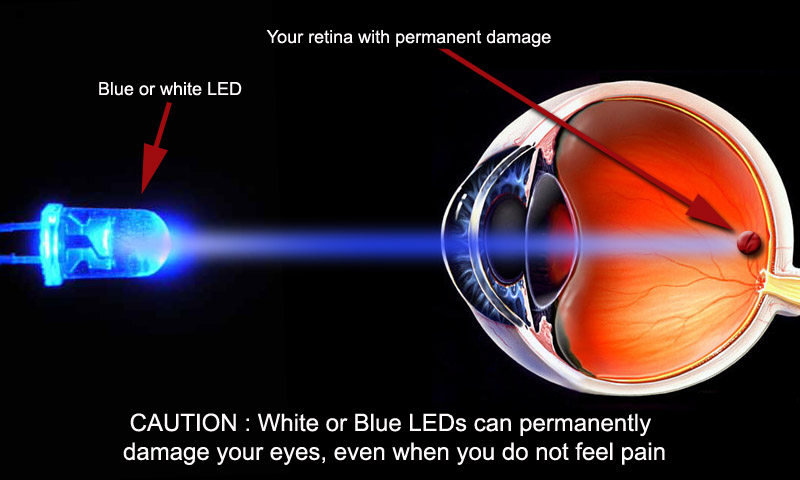 Your retina with permanent damage
Blue or white LED
CAUTION : White or Blue LEDs can permanently
damage your eyes, even when you do not feel pain